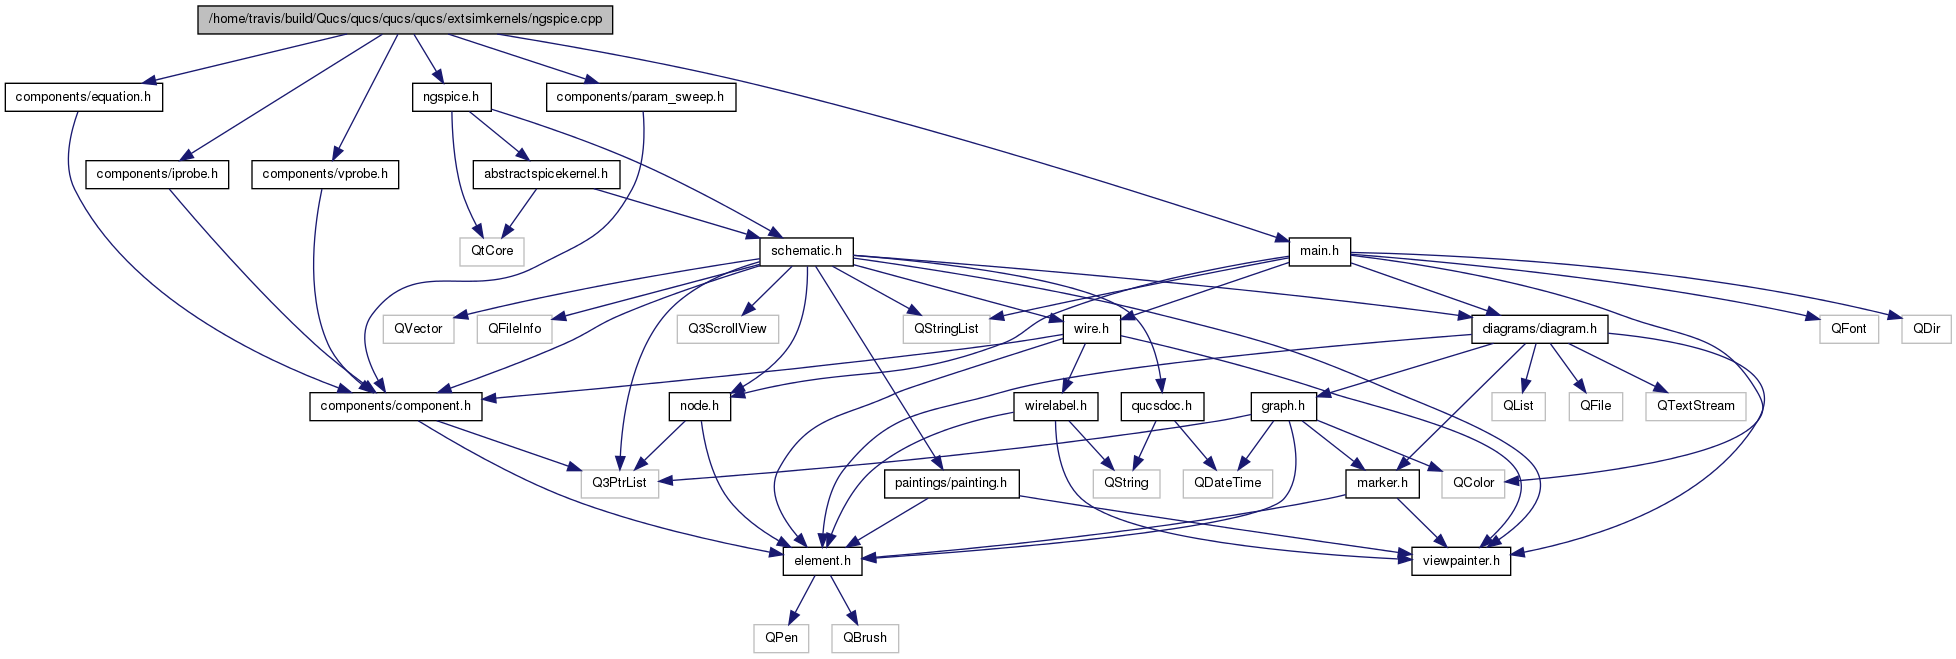 /home/travis/build/Qucs/qucs/qucs/qucs/extsimkernels/ngspice.cpp
components/equation.h
ngspice.h
components/param_sweep.h
components/iprobe.h
components/vprobe.h
abstractspicekernel.h
QtCore
schematic.h
main.h
QVector
QFileInfo
Q3ScrollView
QStringList
wire.h
diagrams/diagram.h
QFont
QDir
components/component.h
node.h
wirelabel.h
qucsdoc.h
graph.h
QList
QFile
QTextStream
Q3PtrList
paintings/painting.h
QString
QDateTime
marker.h
QColor
element.h
viewpainter.h
QPen
QBrush